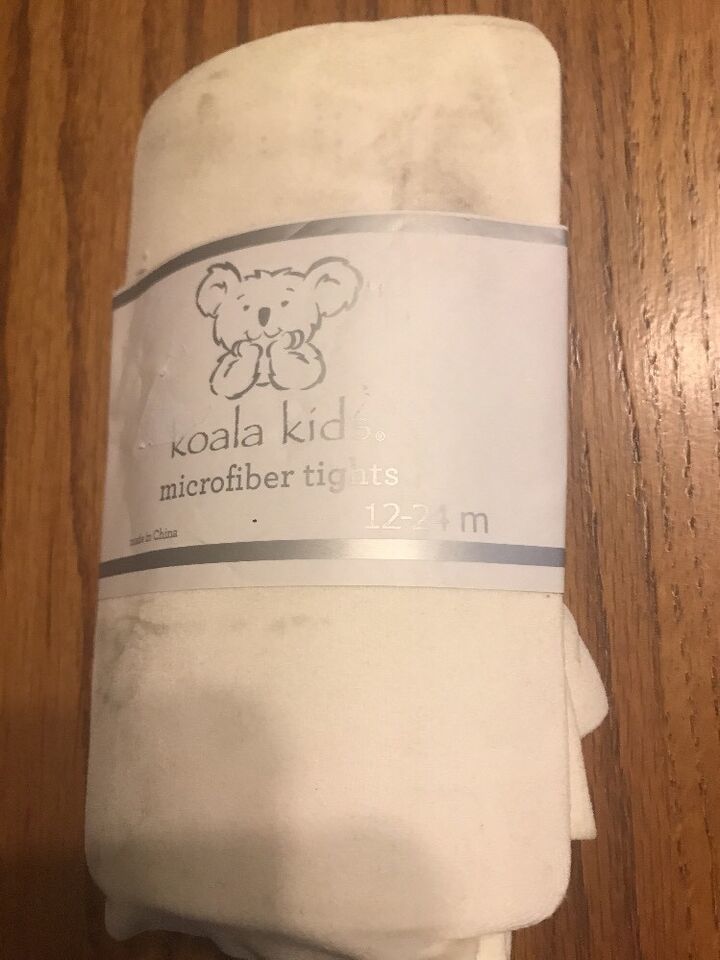 koala kids®
microfiber tights
12-24 m
made in China